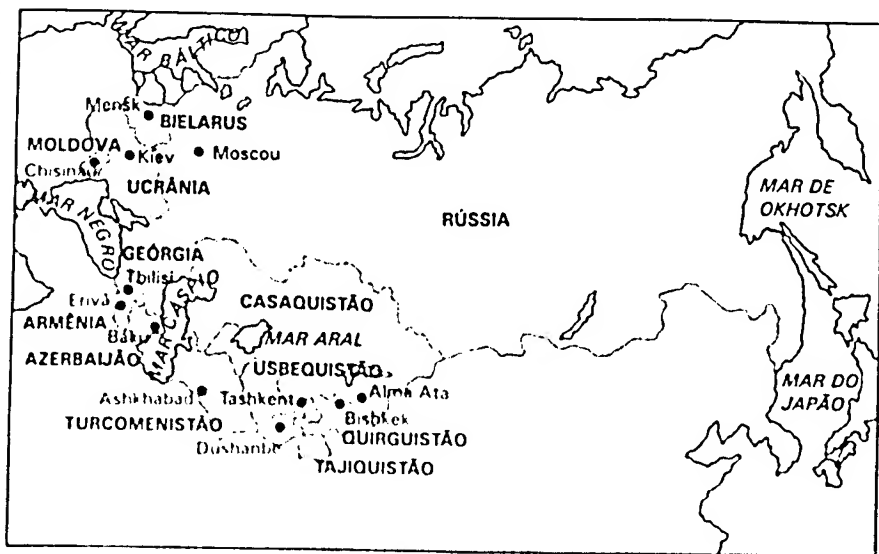 MAR BÁLTICO
Mensk
BIELARUS
MOLDOVA
Kiev
Moscou
Chisinau
UCRÂNIA
MAR NEGRO
RÚSSIA
MAR DE
OKHOTSK
GEÓRGIA
Tbilisi
MAR CASPIO
Erivã
CASAQUISTÃO
ARMÊNIA
Baku
MAR ARAL
AZERBAIJÃO
USBEQUISTÃO
MAR DO
JAPÃO
Ashkhabad
Tashkent
Alma Ata
TURCOMENISTÃO
Bishkek
Dushanbe
QUIRGUISTÃO
TAJIQUISTÃO